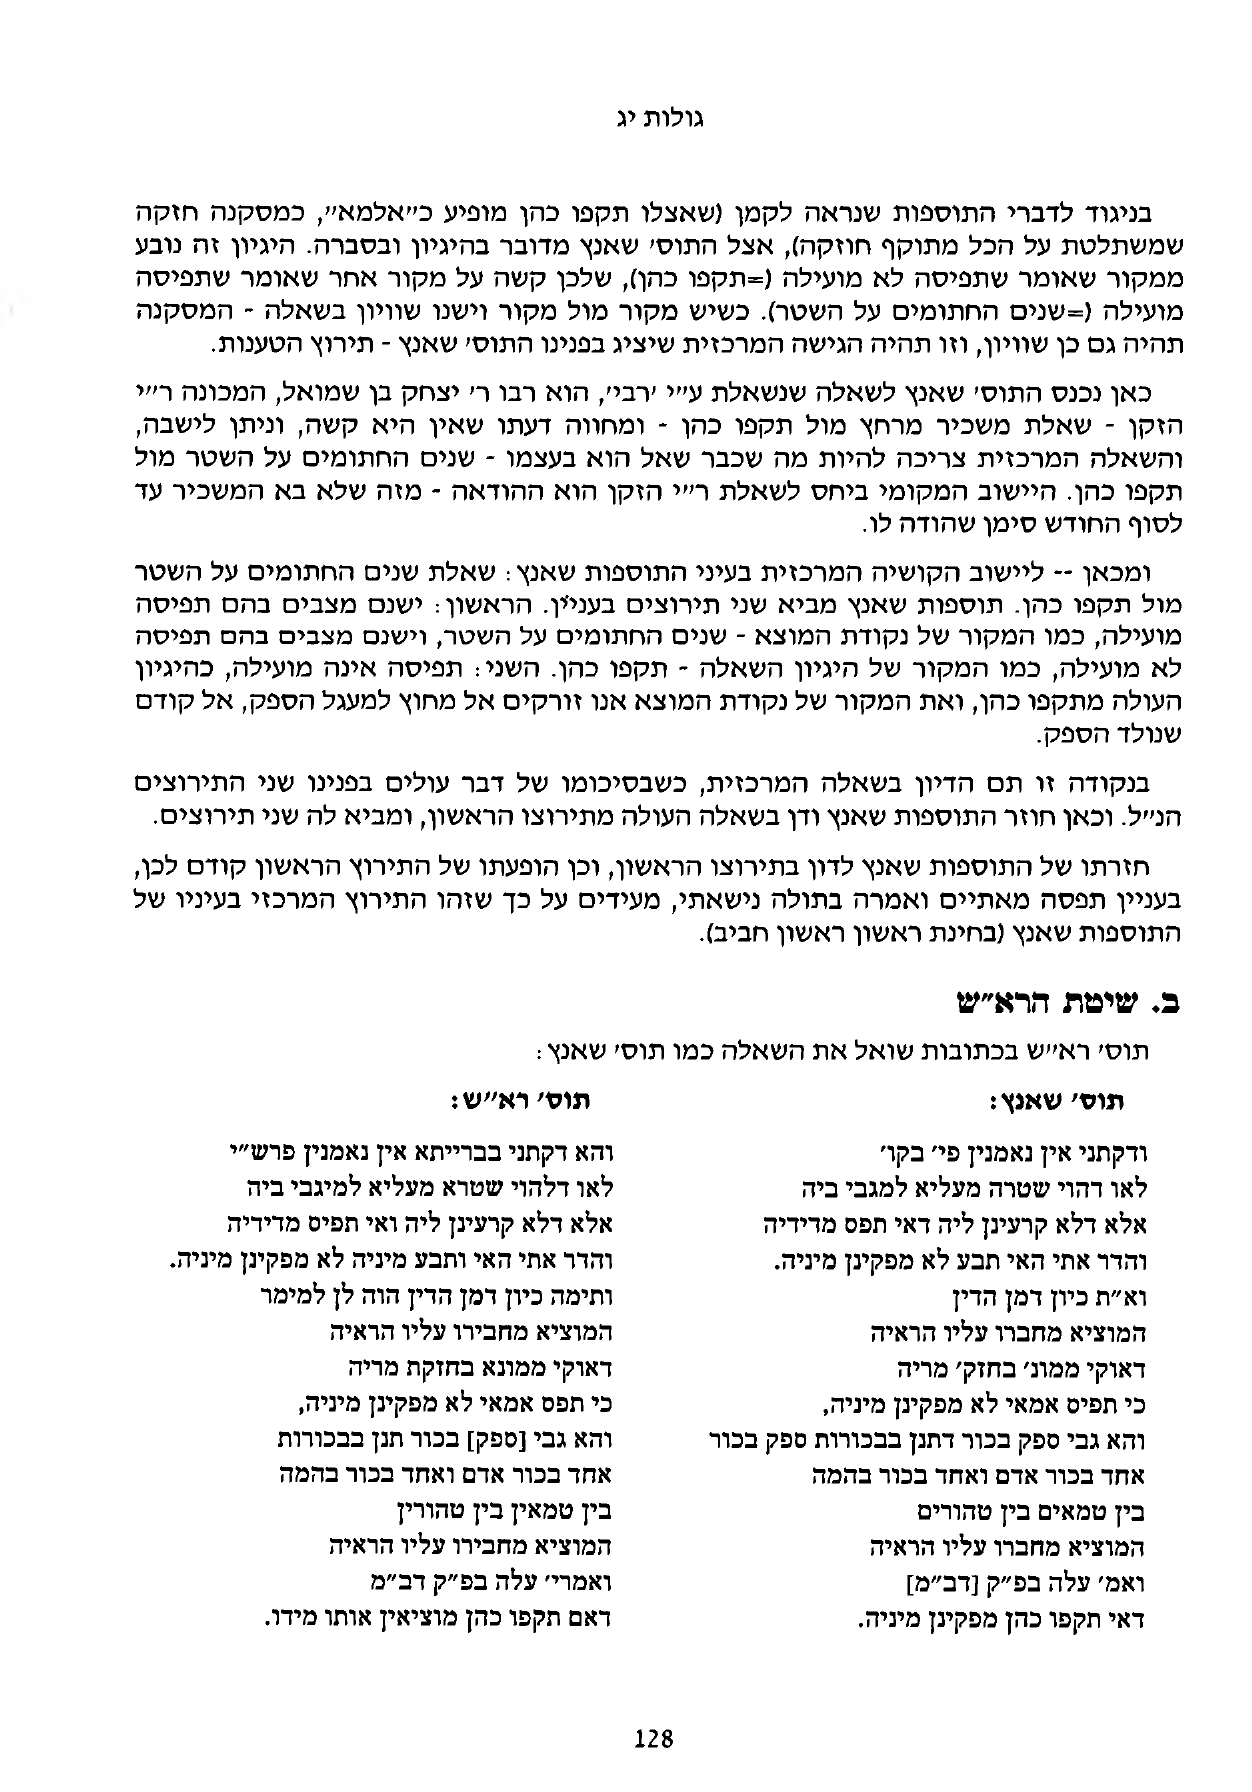 גולות יג
בניגוד לדברי התוספות שנראה לקמן (שאצלו תקפו כהן מופיע כ"אלמא", כמסקנה חזקה
שמשתלטת על הכל מתוקף חוזקה), אצל התוס' שאנץ מדובר בהיגיון ובסברה. היגיון זה נובע
ממקור שאומר שתפיסה לא מועילה (=תקפו כהן), שלכן קשה על מקור אחר שאומר שתפיסה
מועילה (=שנים החתומים על השטר). כשיש מקור מול מקור וישנו שוויון בשאלה - המסקנה
תהיה גם כן שוויון, וזו תהיה הגישה המרכזית שיציג בפנינו התוס' שאנץ - תירוץ הטענות.
כאן נכנס התוס' שאנץ לשאלה שנשאלת ע"י 'רבי', הוא רבו ר' יצחק בן שמואל, המכונה ר"י
הזקן - שאלת משכיר מרחץ מול תקפו כהן - ומחווה דעתו שאין היא קשה, וניתן לישבה,
והשאלה המרכזית צריכה להיות מה שכבר שאל הוא בעצמו - שנים החתומים על השטר מול
תקפו כהן. היישוב המקומי ביחס לשאלת ר"י הזקן הוא ההודאה - מזה שלא בא המשכיר עד
לסוף החודש סימן שהודה לו.
ומכאן -- ליישוב הקושיה המרכזית בעיני התוספות שאנץ: שאלת שנים החתומים על השטר
מול תקפו כהן. תוספות שאנץ מביא שני תירוצים בעניין. הראשון: ישנם מצבים בהם תפיסה
מועילה, כמו המקור של נקודת המוצא - שנים החתומים על השטר, וישנם מצבים בהם תפיסה
לא מועילה, כמו המקור של היגיון השאלה - תקפו כהן. השני: תפיסה אינה מועילה, כהיגיון
העולה מתקפו כהן, ואת המקור של נקודת המוצא אנו זורקים אל מחוץ למעגל הספק, אל קודם
שנולד הספק.
בנקודה זו תם הדיון בשאלה המרכזית, כשבסיכומו של דבר עולים בפנינו שני התירוצים
הנ"ל. וכאן חוזר התוספות שאנץ ודן בשאלה העולה מתירוצו הראשון, ומביא לה שני תירוצים.
חזרתו של התוספות שאנץ לדון בתירוצו הראשון, וכן הופעתו של התירוץ הראשון קודם לכן,
בעניין תפסה מאתיים ואמרה בתולה נישאתי, מעידים על כך שזהו התירוץ המרכזי בעיניו של
התוספות שאנץ (בחינת ראשון ראשון חביב).
ב. שיטת הרא"ש
תוס' רא"ש בכתובות שואל את השאלה כמו תוס' שאנץ:
תוס' שאנץ:
ודקתני אין נאמנין פי' בקו'
לאו דהוי שטרה מעליא למגבי ביה
אלא דלא קרעינן ליה דאי תפס מדידיה
והדר אתי האי תבע לא מפקינן מיניה.
וא"ת כיון דמן הדין
המוציא מחברו עליו הראיה
דאוקי ממונ' בחזק' מריה
כי תפיס אמאי לא מפקינן מיניה,
והא גבי ספק בכור דתנן בבכורות ספק בכור
אחד בכור אדם ואחד בכור בהמה
בין טמאים בין טהורים
המוציא מחברו עליו הראיה
ואמ' עלה בפ"ק [דב"מ]
דאי תקפו כהן מפקינן מיניה.
תוס' רא"ש:
והא דקתני בברייתא אין נאמנין פרש"י
לאו דלהוי שטרא מעליא למיגבי ביה
אלא דלא קרעינן ליה ואי תפיס מדידיה
והדר אתי האי ותבע מיניה לא מפקינן מיניה.
ותימה כיון דמן הדין הוה לן למימר
המוציא מחבירו עליו הראיה
דאוקי ממונא בחזקת מריה
כי תפס אמאי לא מפקינן מיניה,
והא גבי [ספק] בכור תנן בבכורות
אחד בכור אדם ואחד בכור בהמה
בין טמאין בין טהורין
המוציא מחבירו עליו הראיה
ואמרי' עלה בפ"ק דב"מ
דאם תקפו כהן מוציאין אותו מידו.
128